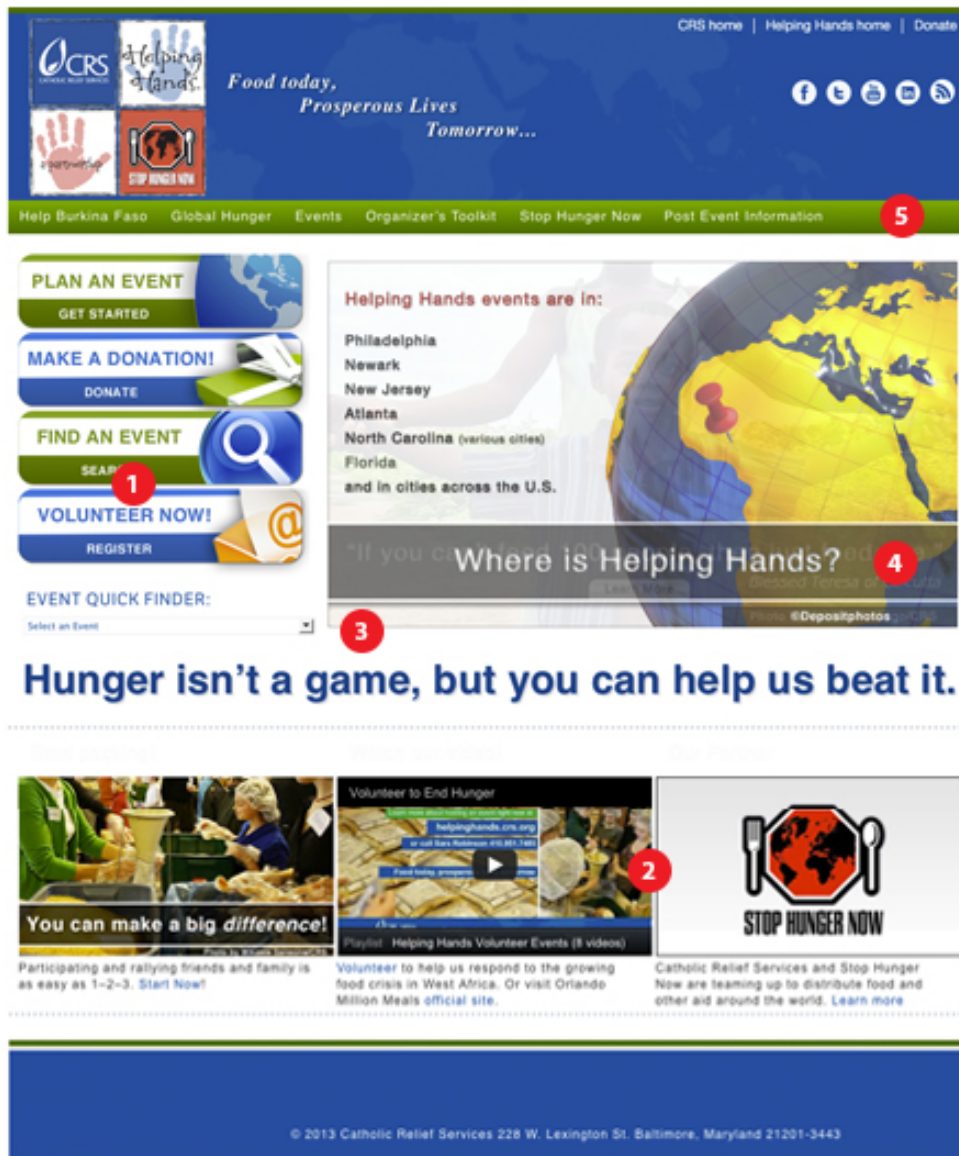 CRS home | Helping Hands home | Donate
CRS
CATHOLIC RELIEF SERVICES
Helping
Hands
a partnership
STOP HUNGER NOW
Food today,
Prosperous Lives
Tomorrow...
Help Burkina Faso Global Hunger Events Organizer's Toolkit Stop Hunger Now Post Event Information
5
PLAN AN EVENT
GET STARTED
MAKE A DONATION!
DONATE
FIND AN EVENT
1
VOLUNTEER NOW!
REGISTER
EVENT QUICK FINDER:
Select an Event
Helping Hands events are in:
Philadelphia
Newark
New Jersey
Atlanta
North Carolina (various cities)
Florida
and in cities across the U.S.
Where is Helping Hands?
4
Learn More
©Depositphotos
3
Hunger isn't a game, but you can help us beat it.
You can make a big difference!
Participating and rallying friends and family is
as easy as 1–2–3. Start Now!
Volunteer to End Hunger
helpinghands.crs.org
Playlist Helping Hands Volunteer Events (8 videos)
2
Volunteer to help us respond to the growing
food crisis in West Africa. Or visit Orlando
Million Meals official site.
STOP HUNGER NOW
Catholic Relief Services and Stop Hunger
Now are teaming up to distribute food and
other aid around the world. Learn more
© 2013 Catholic Relief Services 228 W. Lexington St. Baltimore, Maryland 21201-3443